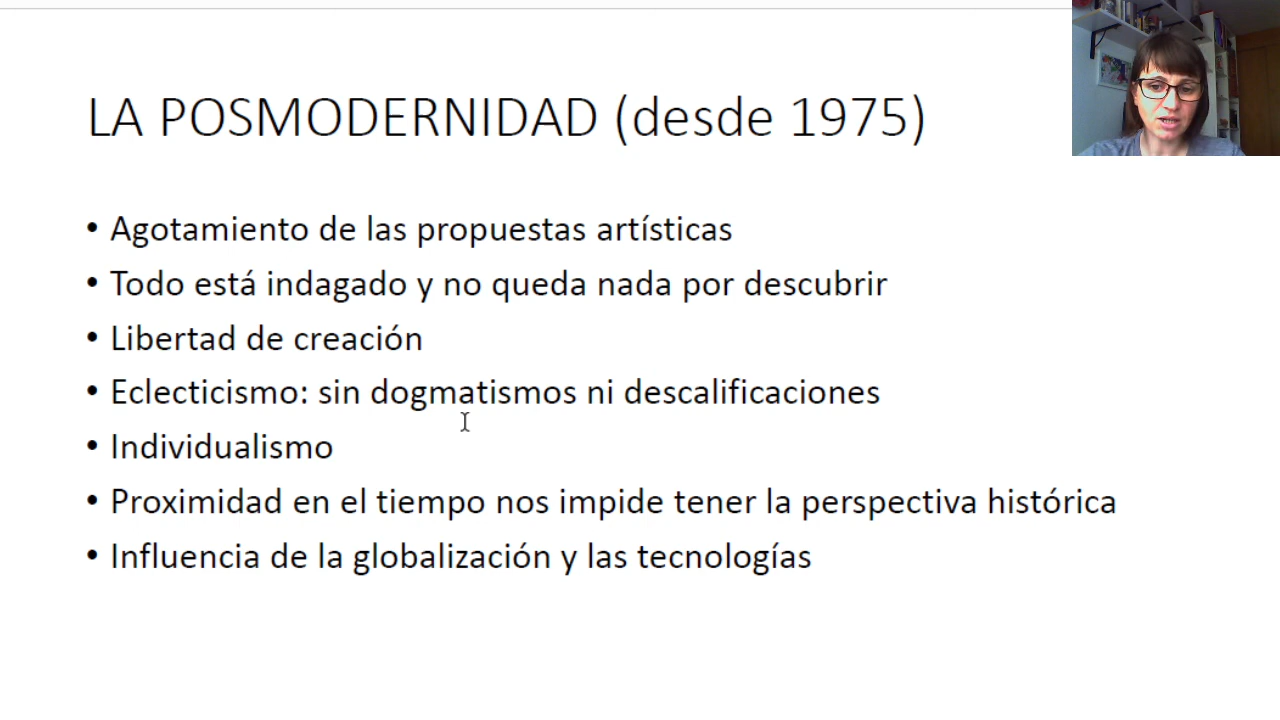 LA POSMODERNIDAD (desde 1975)
• Agotamiento de las propuestas artísticas
• Todo está indagado y no queda nada por descubrir
• Libertad de creación
• Eclecticismo: sin dogmatismos ni descalificaciones
• Individualismo
• Proximidad en el tiempo nos impide tener la perspectiva histórica
• Influencia de la globalización y las tecnologías